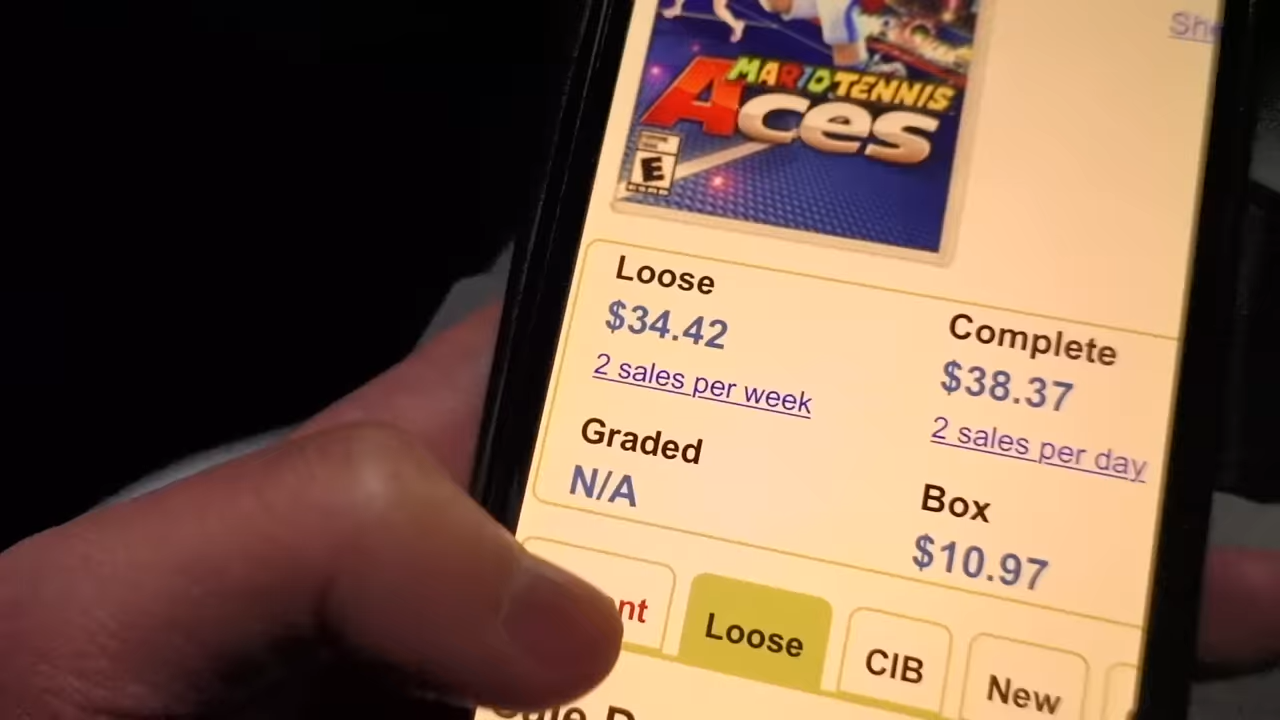 MARIO TENNIS
Aces
E
Loose
$34.42
2 sales per week
Complete
$38.37
2 sales per day
Graded
N/A
Box
$10.97
Loose
CIB
New